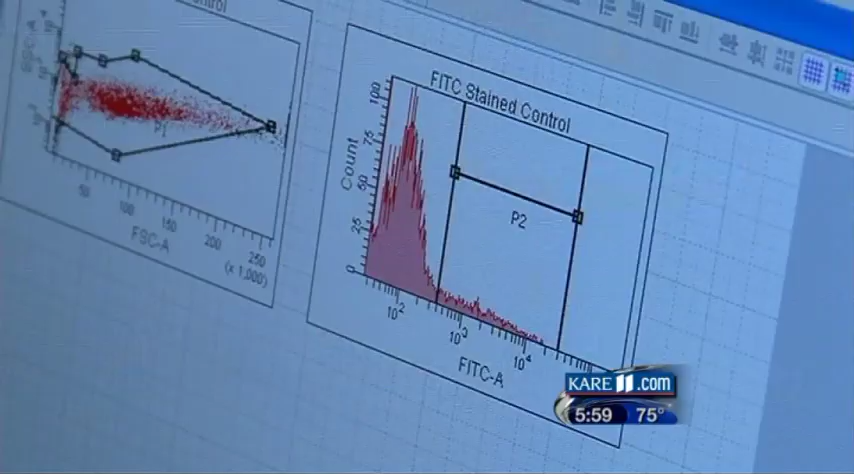 FITC Stained Control
Count
100
75
50
25
0
P2
10²
10³
10⁴
FITC-A
50
100
150
200
250
(x 1,000)
FSC-A
KARE 11.com
5:59 75°